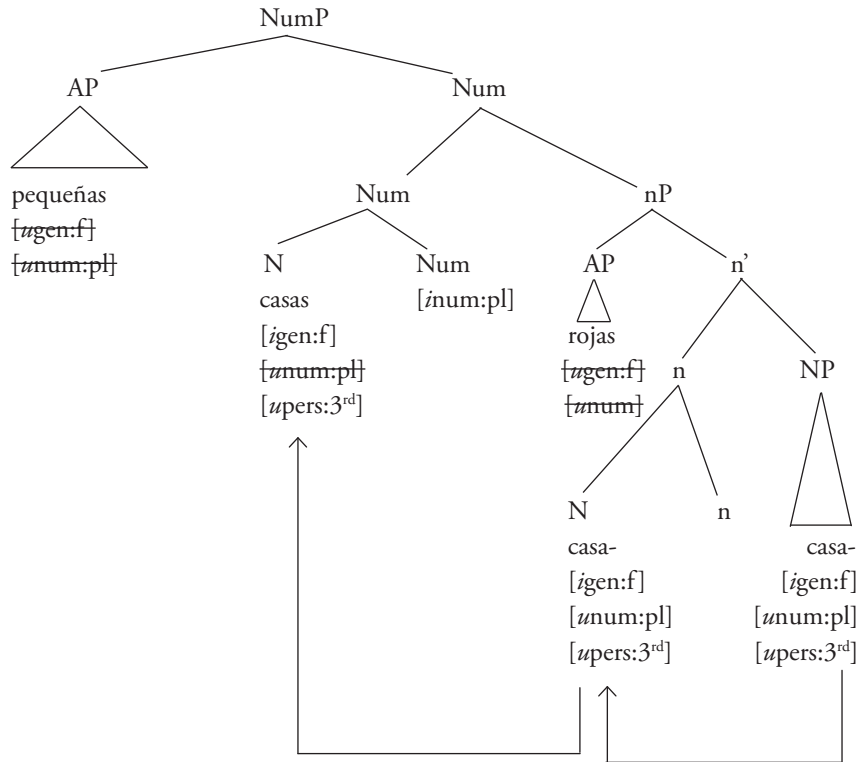 NumP
AP Num
pequeñas Num nP
[ugen:f]
[unum:pl] N Num AP n’
casas [inum:pl]
[igen:f] rojas
[unum:pl] [ugen:f] n NP
[upers:3rd] [unum]
N n
casa- casa-
[igen:f] [igen:f]
[unum:pl] [unum:pl]
[upers:3rd] [upers:3rd]